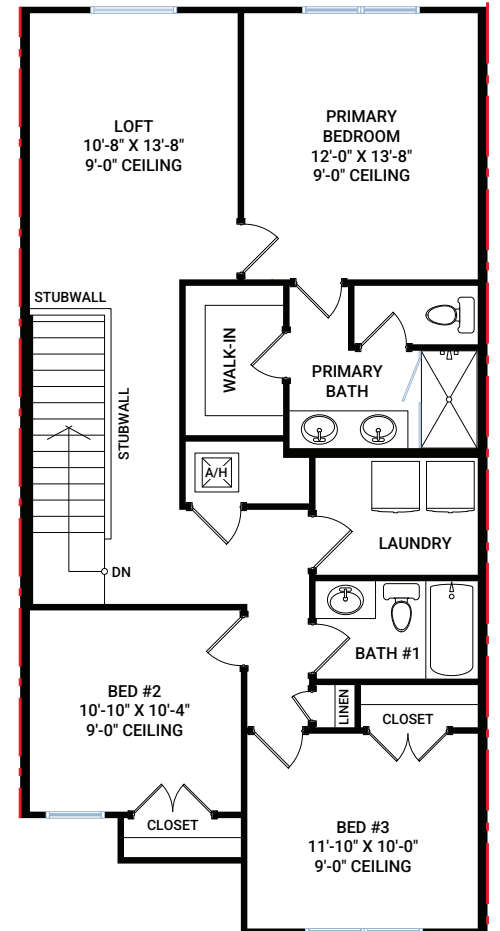 LOFT
10'-8" X 13'-8"
9'-0" CEILING
PRIMARY
BEDROOM
12'-0" X 13'-8"
9'-0" CEILING
STUBWALL
STUBWALL
WALK-IN
PRIMARY
BATH
A/H
LAUNDRY
DN
BATH #1
LINEN
CLOSET
BED #2
10'-10" X 10'-4"
9'-0" CEILING
CLOSET
BED #3
11'-10" X 10'-0"
9'-0" CEILING